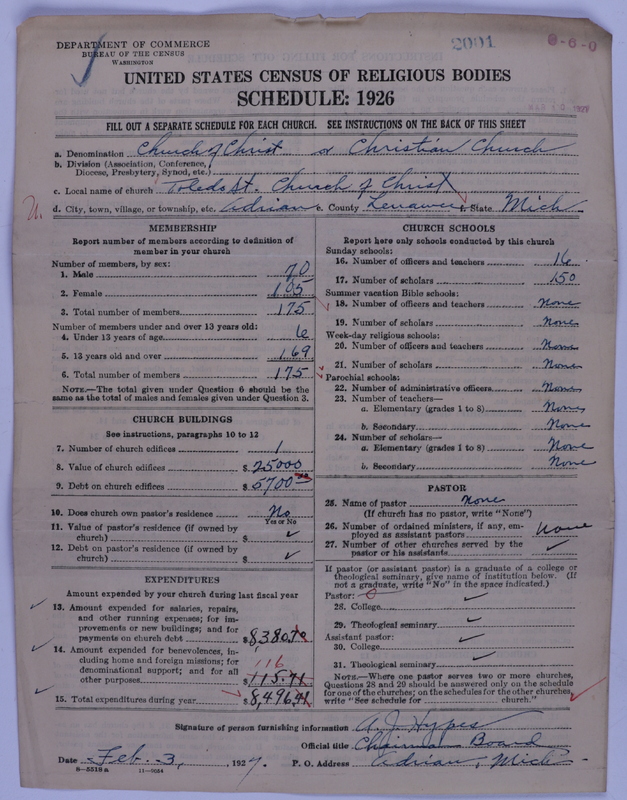 DEPARTMENT OF COMMERCE
BUREAU OF THE CENSUS
WASHINGTON
2001
8-6-0
UNITED STATES CENSUS OF RELIGIOUS BODIES
SCHEDULE: 1926
FILL OUT A SEPARATE SCHEDULE FOR EACH CHURCH. SEE INSTRUCTIONS ON THE BACK OF THIS SHEET
a. Denomination Church of Christ or Christian Church
b. Division (Association, Conference, Diocese, Presbytery, Synod, etc.)
c. Local name of church Toledo St. Church of Christ
d. City, town, village, or township, etc. Adrian e. County Lenawee f. State Mich
MEMBERSHIP
Report number of members according to definition of
member in your church
Number of members, by sex:
1. Male 70
2. Female 105
3. Total number of members 175
Number of members under and over 13 years old:
4. Under 13 years of age 6
5. 13 years old and over 169
6. Total number of members 175
NOTE.—The total given under Question 6 should be the
same as the total of males and females given under Question 3.
CHURCH BUILDINGS
See instructions, paragraphs 10 to 12
7. Number of church edifices 1
8. Value of church edifices $ 25000
9. Debt on church edifices $ 5700
10. Does church own pastor's residence No
Yes or No
11. Value of pastor's residence (if owned by
church) $ ✓
12. Debt on pastor's residence (if owned by
church) $ ✓
EXPENDITURES
Amount expended by your church during last fiscal year
13. Amount expended for salaries, repairs,
and other running expenses; for im-
provements or new buildings; and for
payments on church debt $ 8,380.70
14. Amount expended for benevolences, in-
cluding home and foreign missions; for
denominational support; and for all
other purposes 116
$ 115.71
15. Total expenditures during year $ 8,496.41
CHURCH SCHOOLS
Report here only schools conducted by this church
Sunday schools:
16. Number of officers and teachers 16
17. Number of scholars 150
Summer vacation Bible schools:
18. Number of officers and teachers None
19. Number of scholars None
Week-day religious schools:
20. Number of officers and teachers None
21. Number of scholars None
Parochial schools:
22. Number of administrative officers None
23. Number of teachers—
a. Elementary (grades 1 to 8) None
b. Secondary None
24. Number of scholars—
a. Elementary (grades 1 to 8) None
b. Secondary None
PASTOR
25. Name of pastor None
(If church has no pastor, write "None")
26. Number of ordained ministers, if any, em-
ployed as assistant pastors None
27. Number of other churches served by the
pastor or his assistants ✓
If pastor (or assistant pastor) is a graduate of a college or
theological seminary, give name of institution below. (If
not a graduate, write "No" in the space indicated.)
Pastor:
28. College ✓
29. Theological seminary ✓
Assistant pastor:
30. College ✓
31. Theological seminary ✓
NOTE.—Where one pastor serves two or more churches,
Questions 28 and 29 should be answered only on the schedule
for one of the churches; on the schedules for the other churches,
write "See schedule for church."
Signature of person furnishing information A. J. Hypes
Official title Board
Date Feb. 3, 1927. P. O. Address Adrian, Mich
8-5518 a 11-9054